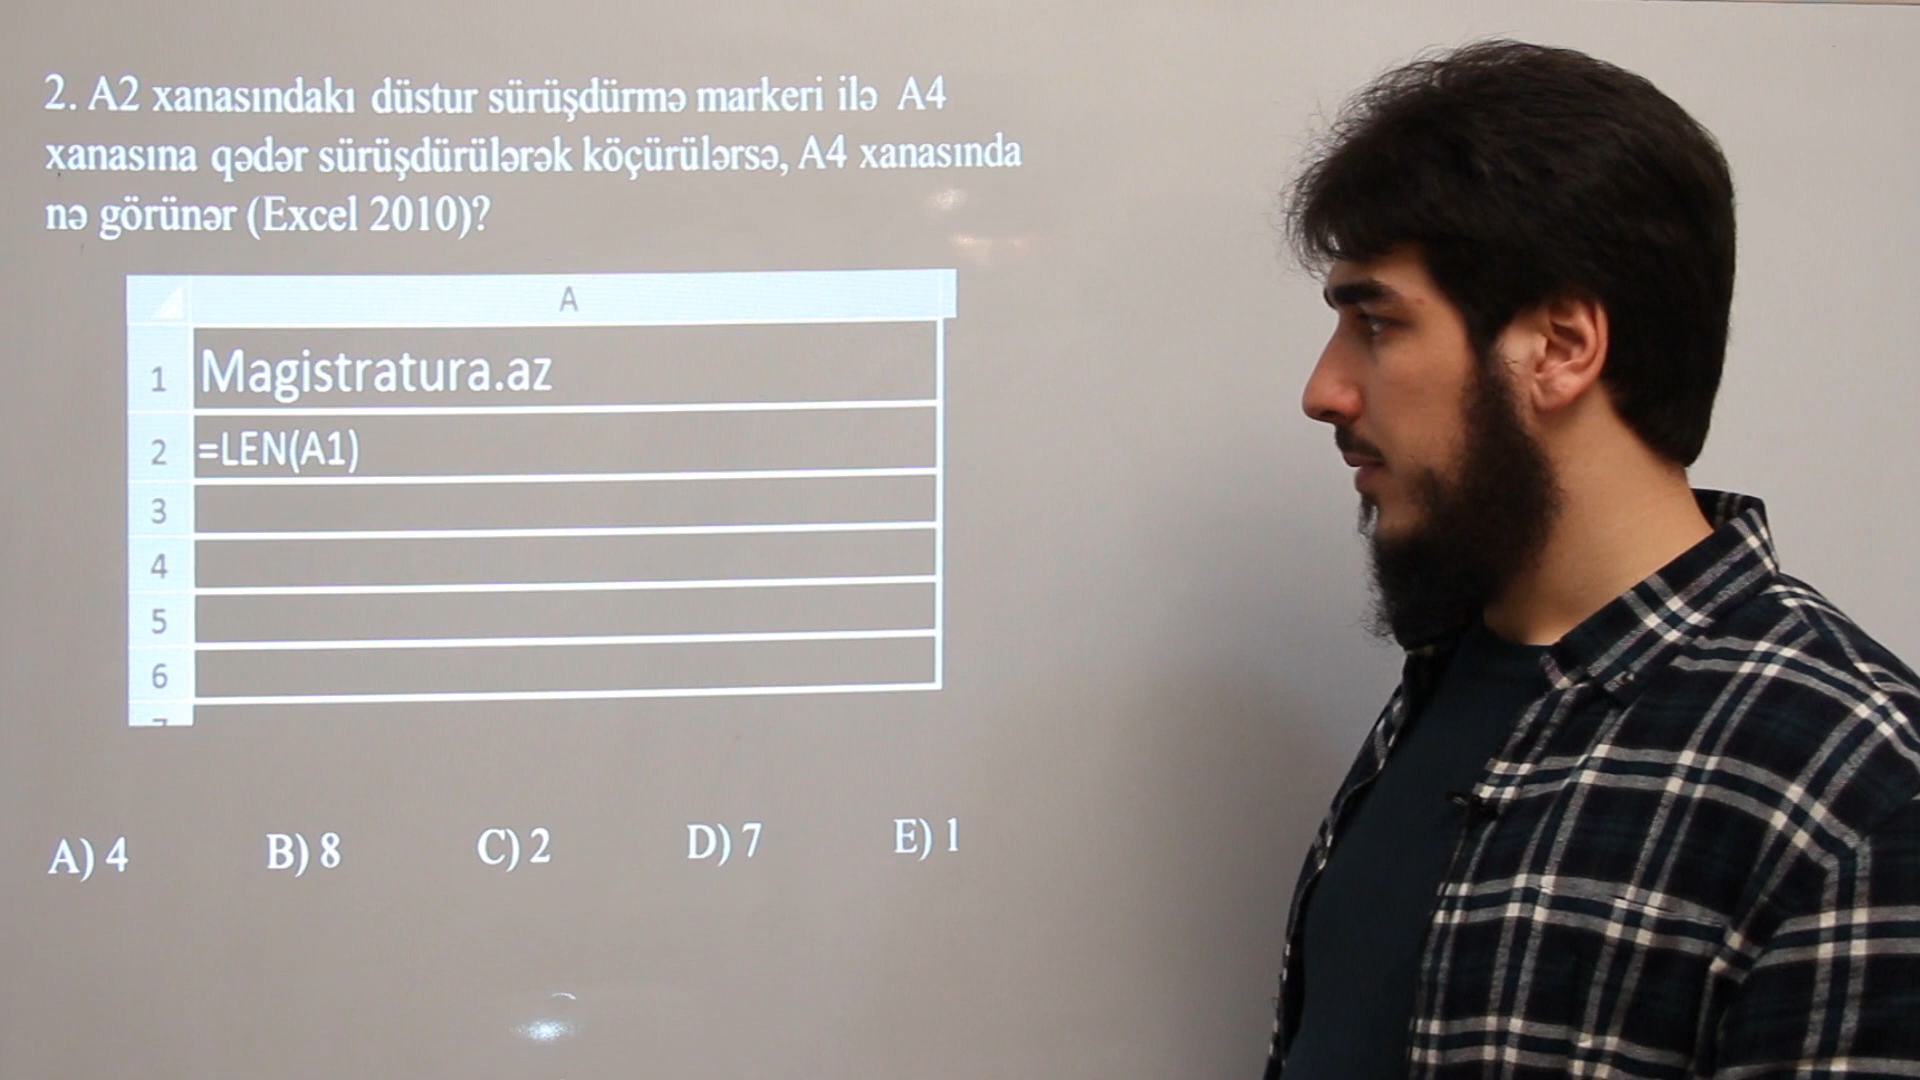 2. A2 xanasındakı düstur sürüşdürmə markeri ilə A4
xanasına qədər sürüşdürülərək köçürülərsə, A4 xanasında
nə görünər (Excel 2010)?
A
1 Magistratura.az
2 =LEN(A1)
3
4
5
6
7
A) 4 B) 8 C) 2 D) 7 E) 1